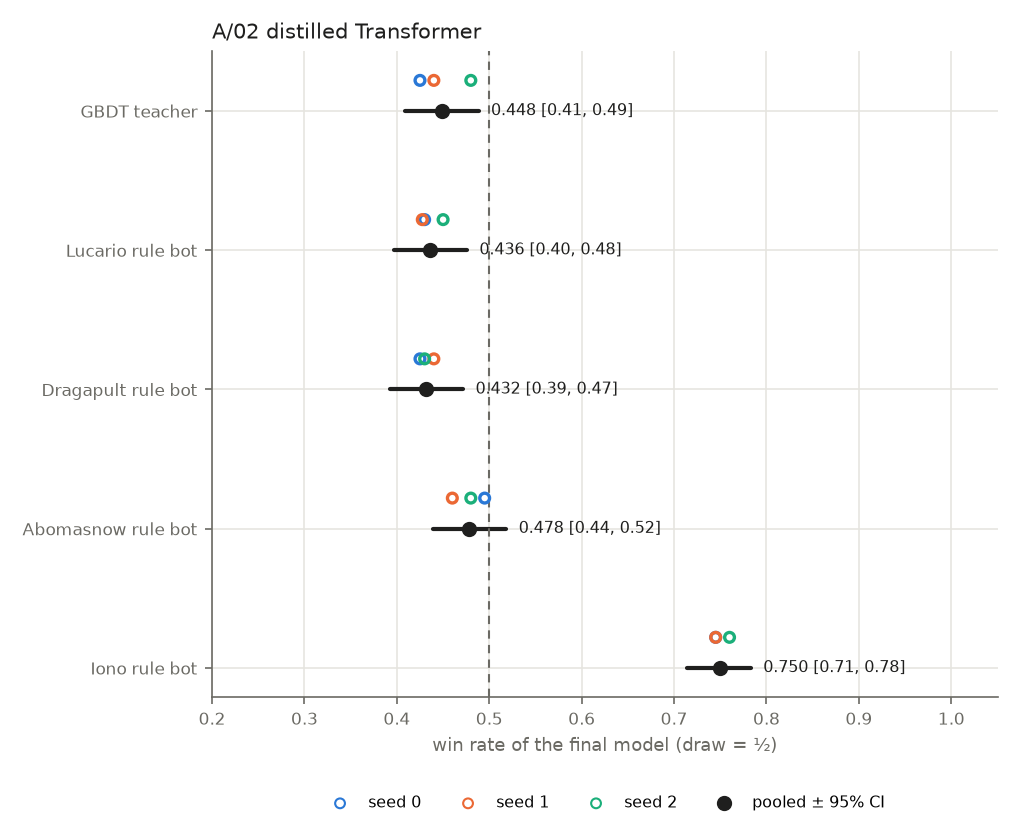 A/02 distilled Transformer
GBDT teacher
0.448 [0.41, 0.49]
Lucario rule bot
0.436 [0.40, 0.48]
Dragapult rule bot
0.432 [0.39, 0.47]
Abomasnow rule bot
0.478 [0.44, 0.52]
Iono rule bot
0.750 [0.71, 0.78]
0.2 0.3 0.4 0.5 0.6 0.7 0.8 0.9 1.0
win rate of the final model (draw = ½)
seed 0 seed 1 seed 2 pooled ± 95% CI